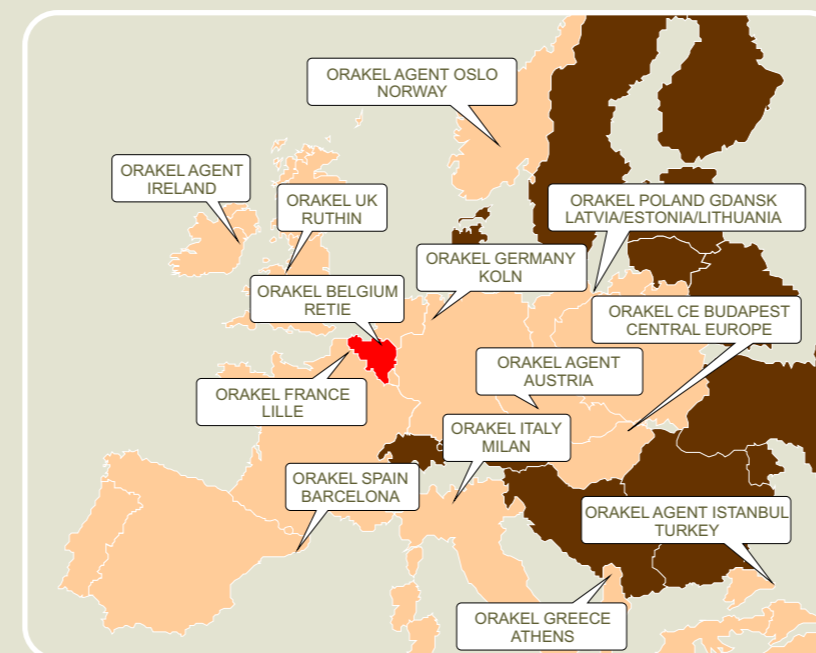 ORAKEL AGENT OSLO
NORWAY
ORAKEL AGENT
IRELAND
ORAKEL UK
RUTHIN
ORAKEL POLAND GDANSK
LATVIA/ESTONIA/LITHUANIA
ORAKEL GERMANY
KOLN
ORAKEL BELGIUM
RETIE
ORAKEL CE BUDAPEST
CENTRAL EUROPE
ORAKEL AGENT
AUSTRIA
ORAKEL FRANCE
LILLE
ORAKEL ITALY
MILAN
ORAKEL SPAIN
BARCELONA
ORAKEL AGENT ISTANBUL
TURKEY
ORAKEL GREECE
ATHENS